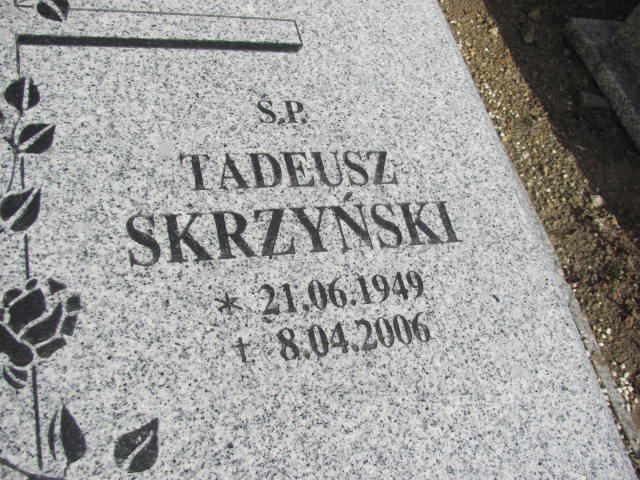 Ś.P.
TADEUSZ
SKRZYŃSKI
* 21.06.1949
† 8.04.2006